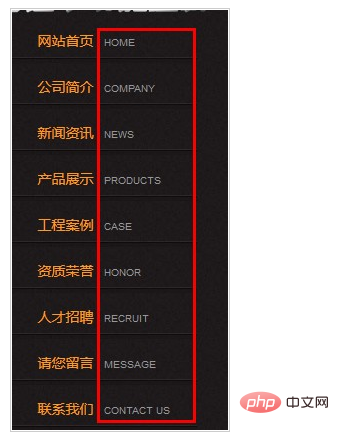 网站首页 HOME
公司简介 COMPANY
新闻资讯 NEWS
产品展示 PRODUCTS
工程案例 CASE
资质荣誉 HONOR
人才招聘 RECRUIT
请您留言 MESSAGE
联系我们 CONTACT US
php 中文网